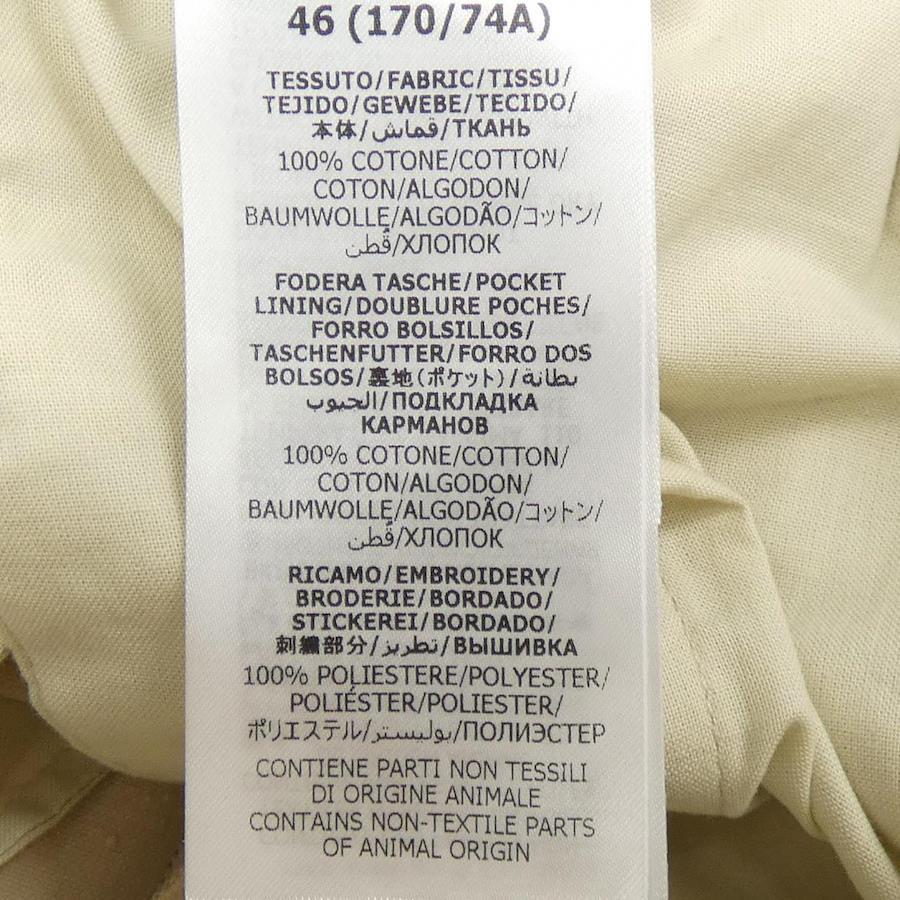 46 (170/74A)
TESSUTO/FABRIC/TISSU/
TEJIDO/GEWEBE/TECIDO/
本体/قماش/ТКАНЬ
100% COTONE/COTTON/
COTON/ALGODON/
BAUMWOLLE/ALGODÃO/コットン/
قُطن/ХЛОПОК
FODERA TASCHE/POCKET
LINING/DOUBLURE POCHES/
FORRO BOLSILLOS/
TASCHENFUTTER/FORRO DOS
BOLSOS/裏地(ポケット)/بطانة
الجيوب/ПОДКЛАДКА
КАРМАНОВ
100% COTONE/COTTON/
COTON/ALGODON/
BAUMWOLLE/ALGODÃO/コットン/
قُطن/ХЛОПОК
RICAMO/EMBROIDERY/
BRODERIE/BORDADO/
STICKEREI/BORDADO/
刺繍部分/تطريز/ВЫШИВКА
100% POLIESTERE/POLYESTER/
POLIÉSTER/POLIESTER/
ポリエステル/بوليستر/ПОЛИЭСТЕР
CONTIENE PARTI NON TESSILI
DI ORIGINE ANIMALE
CONTAINS NON-TEXTILE PARTS
OF ANIMAL ORIGIN